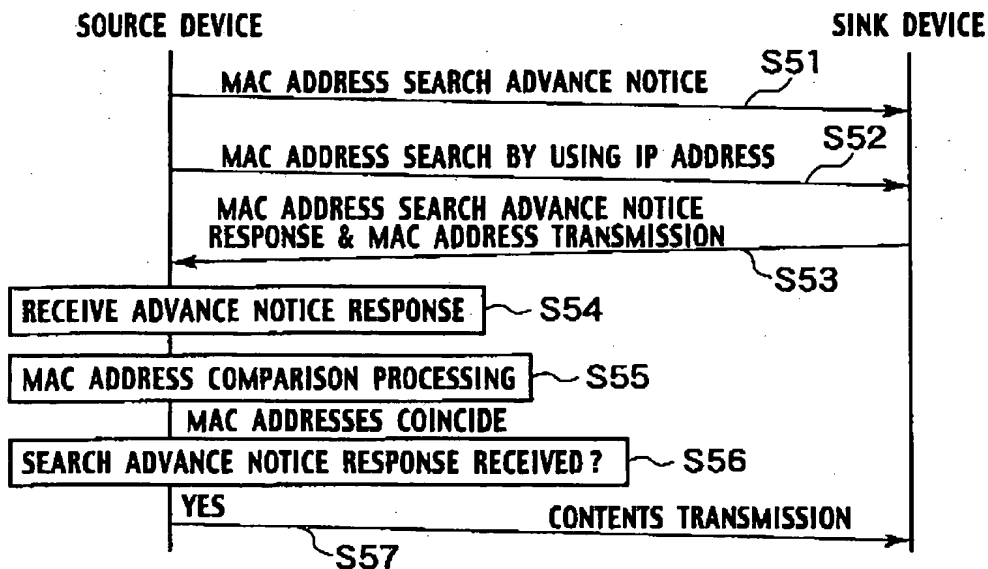 SOURCE DEVICE
SINK DEVICE
MAC ADDRESS SEARCH ADVANCE NOTICE
S51
MAC ADDRESS SEARCH BY USING IP ADDRESS
S52
MAC ADDRESS SEARCH ADVANCE NOTICE
RESPONSE & MAC ADDRESS TRANSMISSION
S53
RECEIVE ADVANCE NOTICE RESPONSE
S54
MAC ADDRESS COMPARISON PROCESSING
S55
MAC ADDRESSES COINCIDE
SEARCH ADVANCE NOTICE RESPONSE RECEIVED?
S56
YES
CONTENTS TRANSMISSION
S57